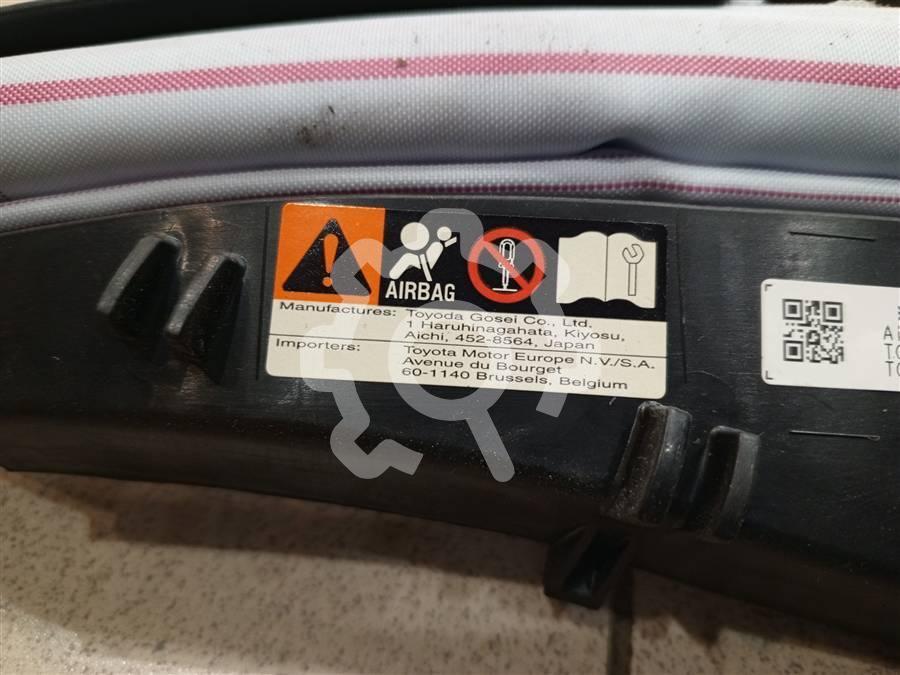 AIRBAG
Manufactures: Toyoda Gosei Co., Ltd.
1 Haruhinagahata, Kiyosu,
Aichi, 452-8564, Japan
Importers: Toyota Motor Europe N.V./S.A.
Avenue du Bourget
60-1140 Brussels, Belgium